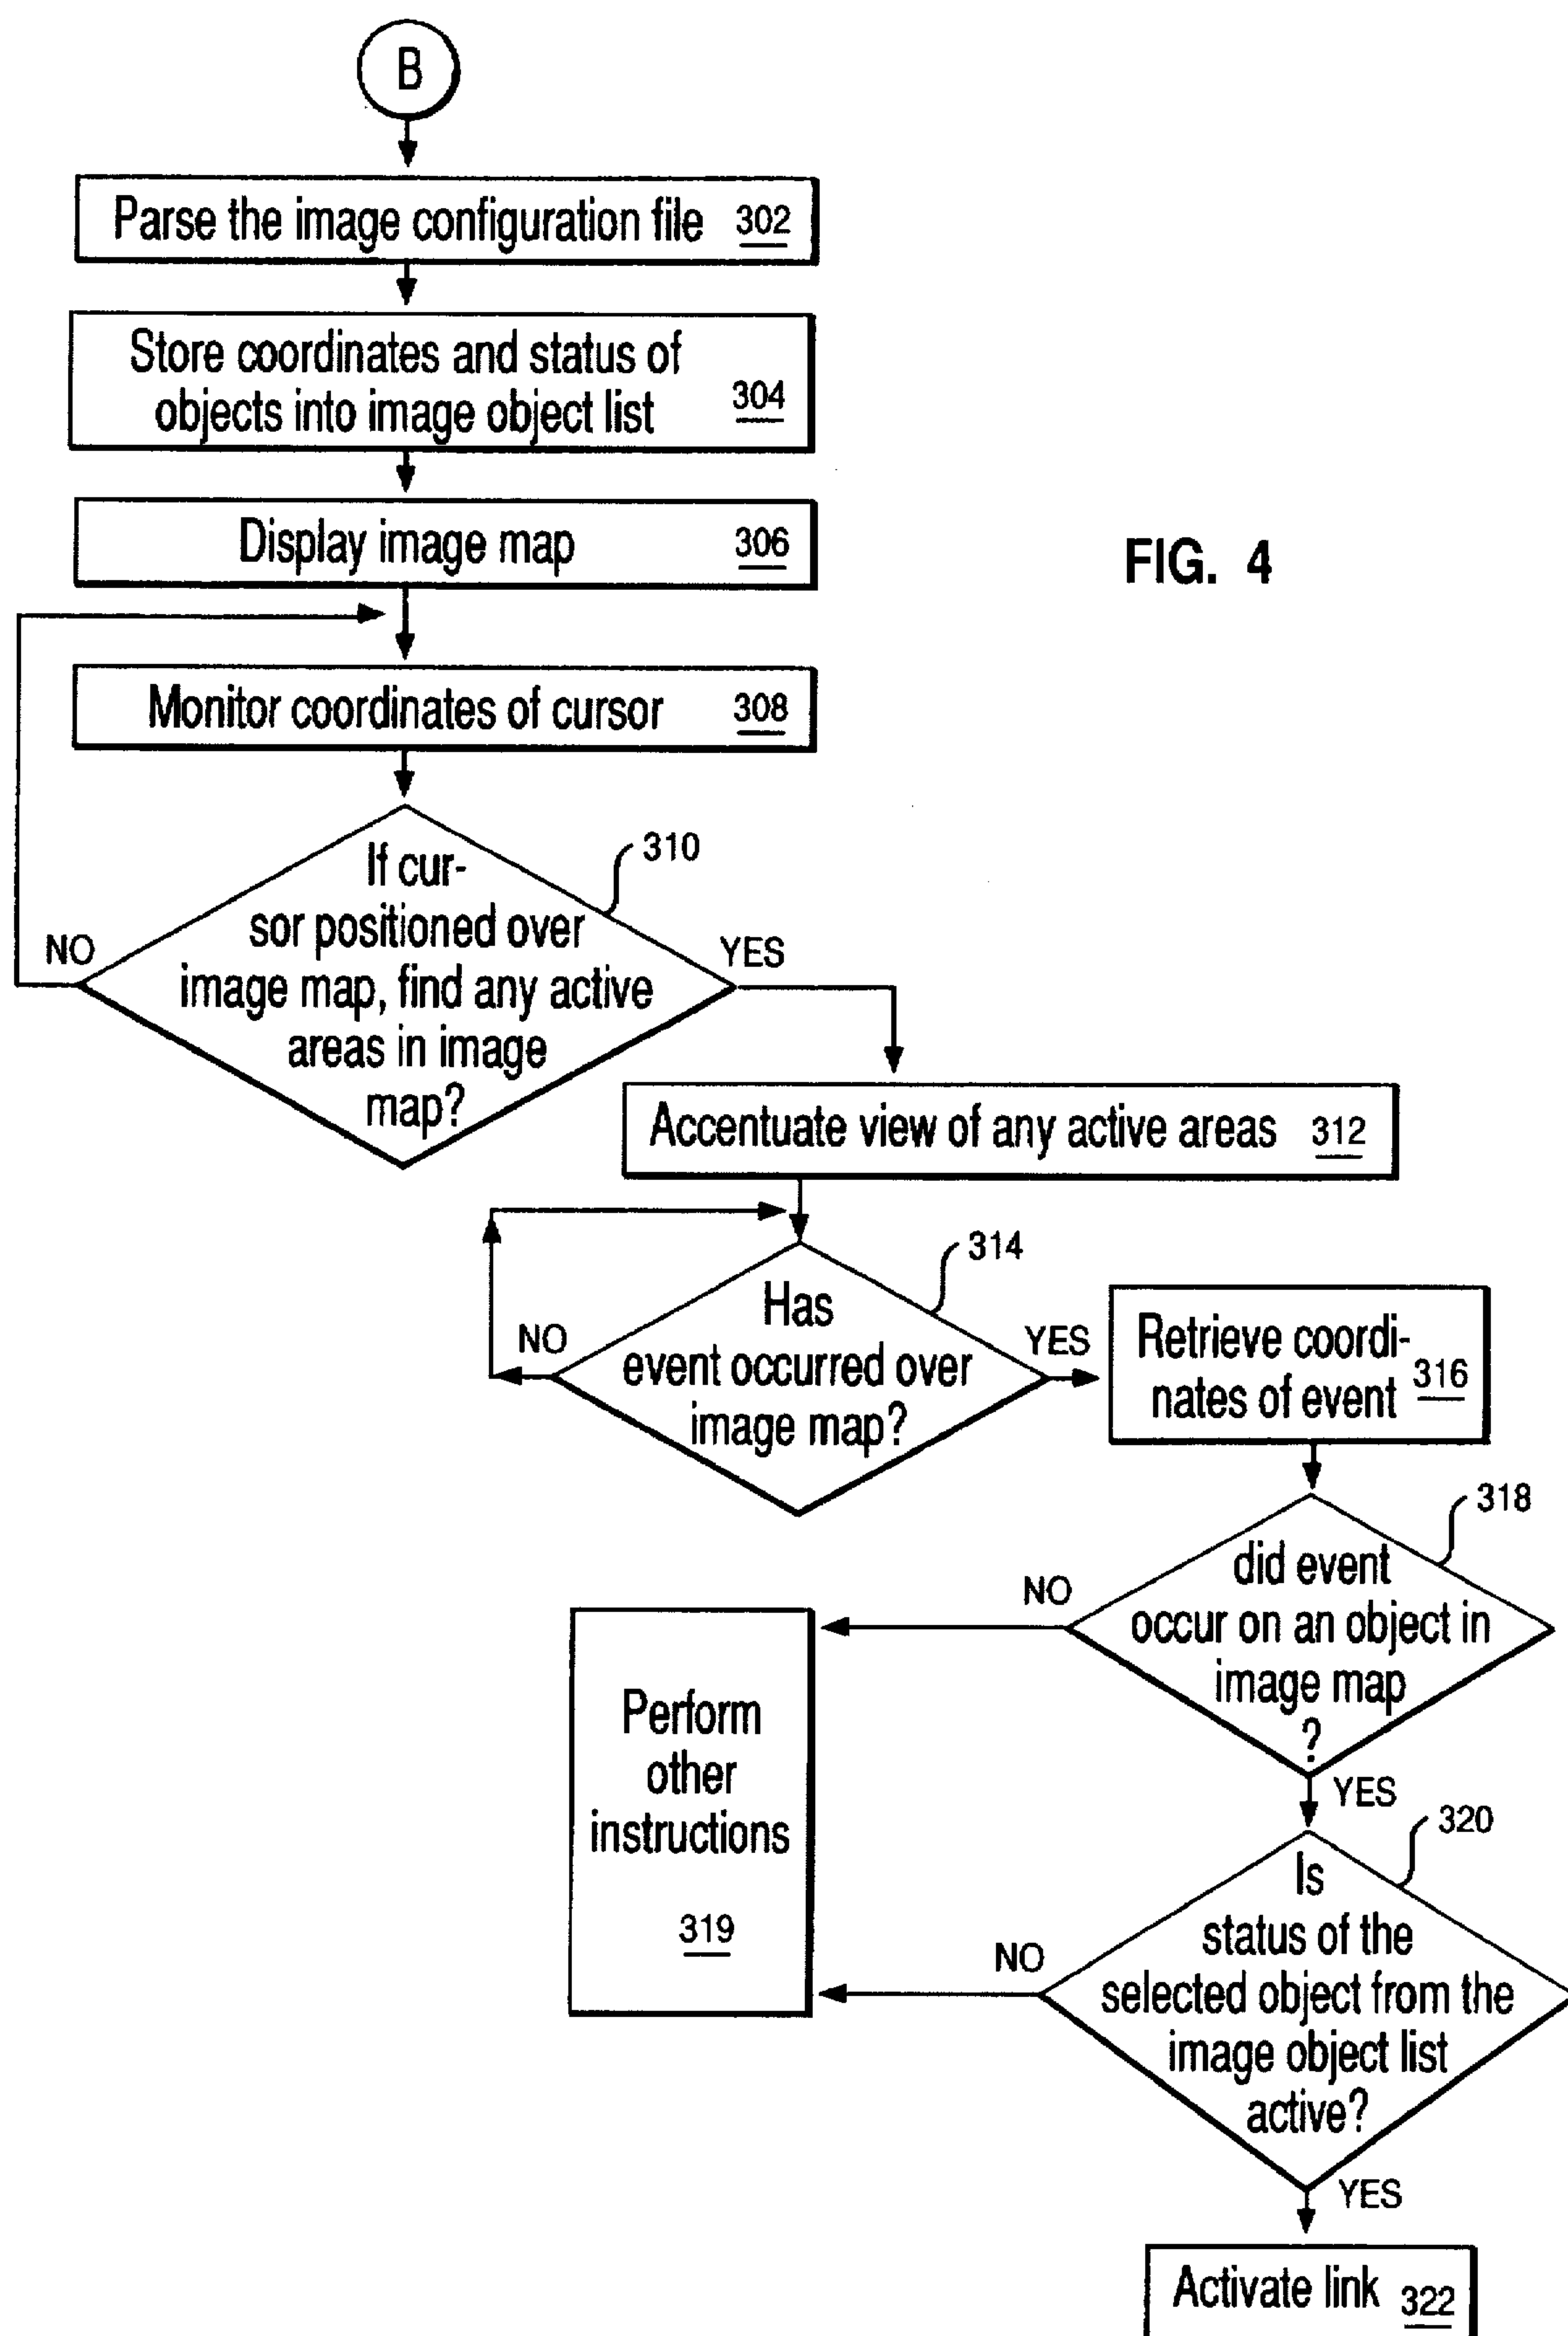 B
Parse the image configuration file 302
Store coordinates and status of
objects into image object list 304
Display image map 306
FIG. 4
Monitor coordinates of cursor 308
310
If cur-
sor positioned over
image map, find any active
areas in image
map?
NO
YES
Accentuate view of any active areas 312
314
Has
event occurred over
image map?
NO
YES
Retrieve coordi-
nates of event 316
318
did event
occur on an object in
image map
?
NO
YES
Perform
other
instructions
319
320
Is
status of the
selected object from the
image object list
active?
NO
YES
Activate link 322